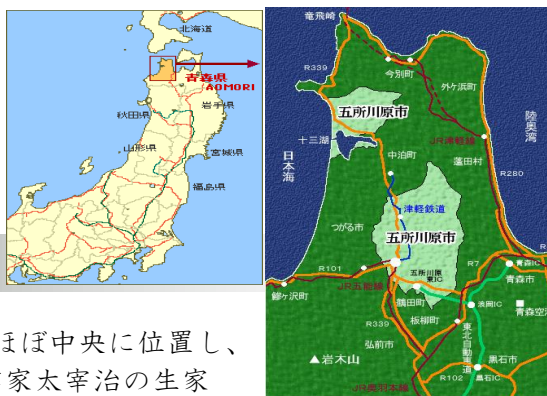 北海道
青森県
AOMORI
秋田県
岩手県
山形県
宮城県
福島県
竜飛崎
R339
今別町
外ヶ浜町
陸奥湾
五所川原市
十三湖
JR津軽線
中泊町
蓬田村
日本海
R280
津軽鉄道
つがる市
五所川原市
R101
五所川原
東IC
R7
青森IC
青森市
JR五能線
鰺ヶ沢町
鶴田町
浪岡IC
青森空
板柳町
R339
東北自動車道
弘前市
▲岩木山
黒石市
R102
黒石IC
JR奥羽本線
ほぼ中央に位置し、
家太宰治の生家